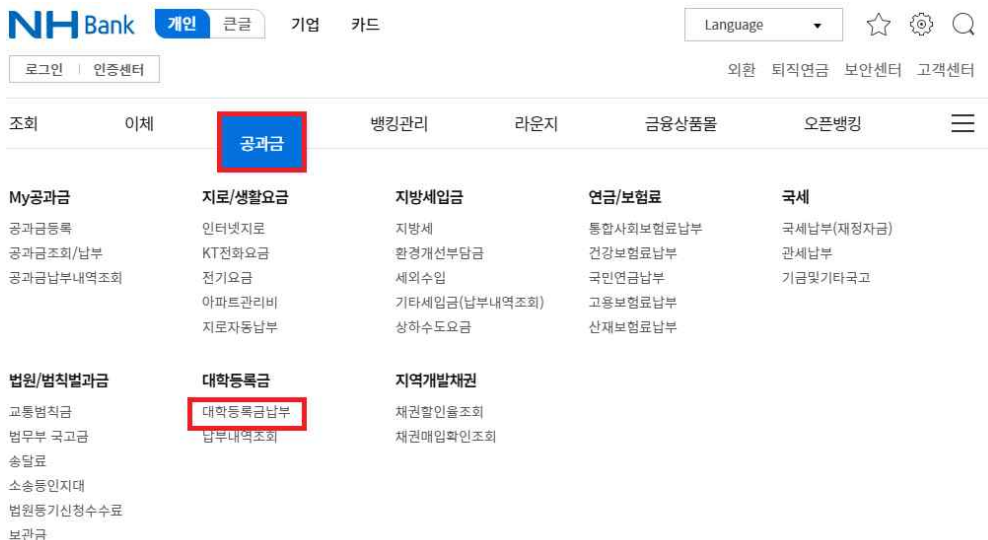 NH Bank 개인 큰글 기업 카드 Language
로그인 인증센터 외환 퇴직연금 보안센터 고객센터
조회 이체 공과금 뱅킹관리 라운지 금융상품몰 오픈뱅킹
My공과금 지로/생활요금 지방세입금 연금/보험료 국세
공과금등록 인터넷지로 지방세 통합사회보험료납부 국세납부(재정자금)
공과금조회/납부 KT전화요금 환경개선부담금 건강보험료납부 관세납부
공과금납부내역조회 전기요금 세외수입 국민연금납부 기금및기타국고
아파트관리비 기타세입금(납부내역조회) 고용보험료납부
지로자동납부 상하수도요금 산재보험료납부
법원/범칙벌과금 대학등록금 지역개발채권
교통범칙금 대학등록금납부 채권할인율조회
법무부 국고금 납부내역조회 채권매입확인조회
송달료
소송등인지대
법원등기신청수수료
보관금